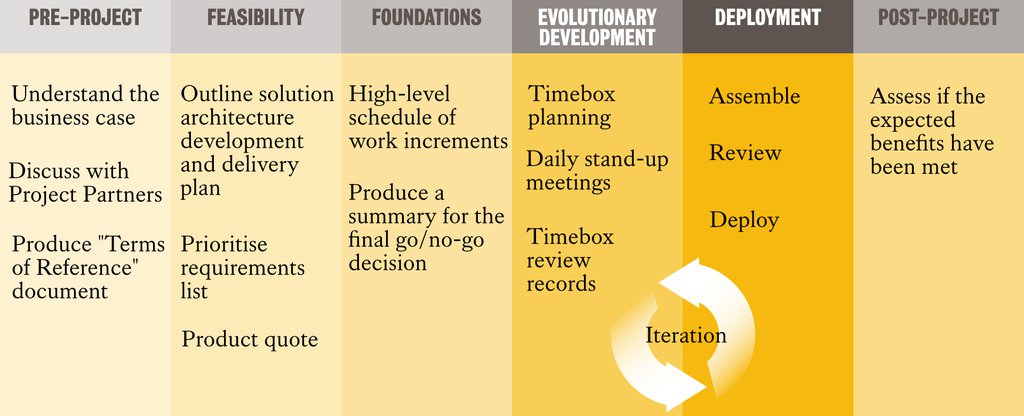 PRE-PROJECT
Understand the
business case
Discuss with
Project Partners
Produce "Terms
of Reference"
document
FEASIBILITY
Outline solution
architecture
development
and delivery
plan
Prioritise
requirements
list
Product quote
FOUNDATIONS
High-level
schedule of
work increments
Produce a
summary for the
final go/no-go
decision
EVOLUTIONARY
DEVELOPMENT
Timebox
planning
Daily stand-up
meetings
Timebox
review
records
DEPLOYMENT
Assemble
Review
Deploy
Iteration
POST-PROJECT
Assess if the
expected
benefits have
been met